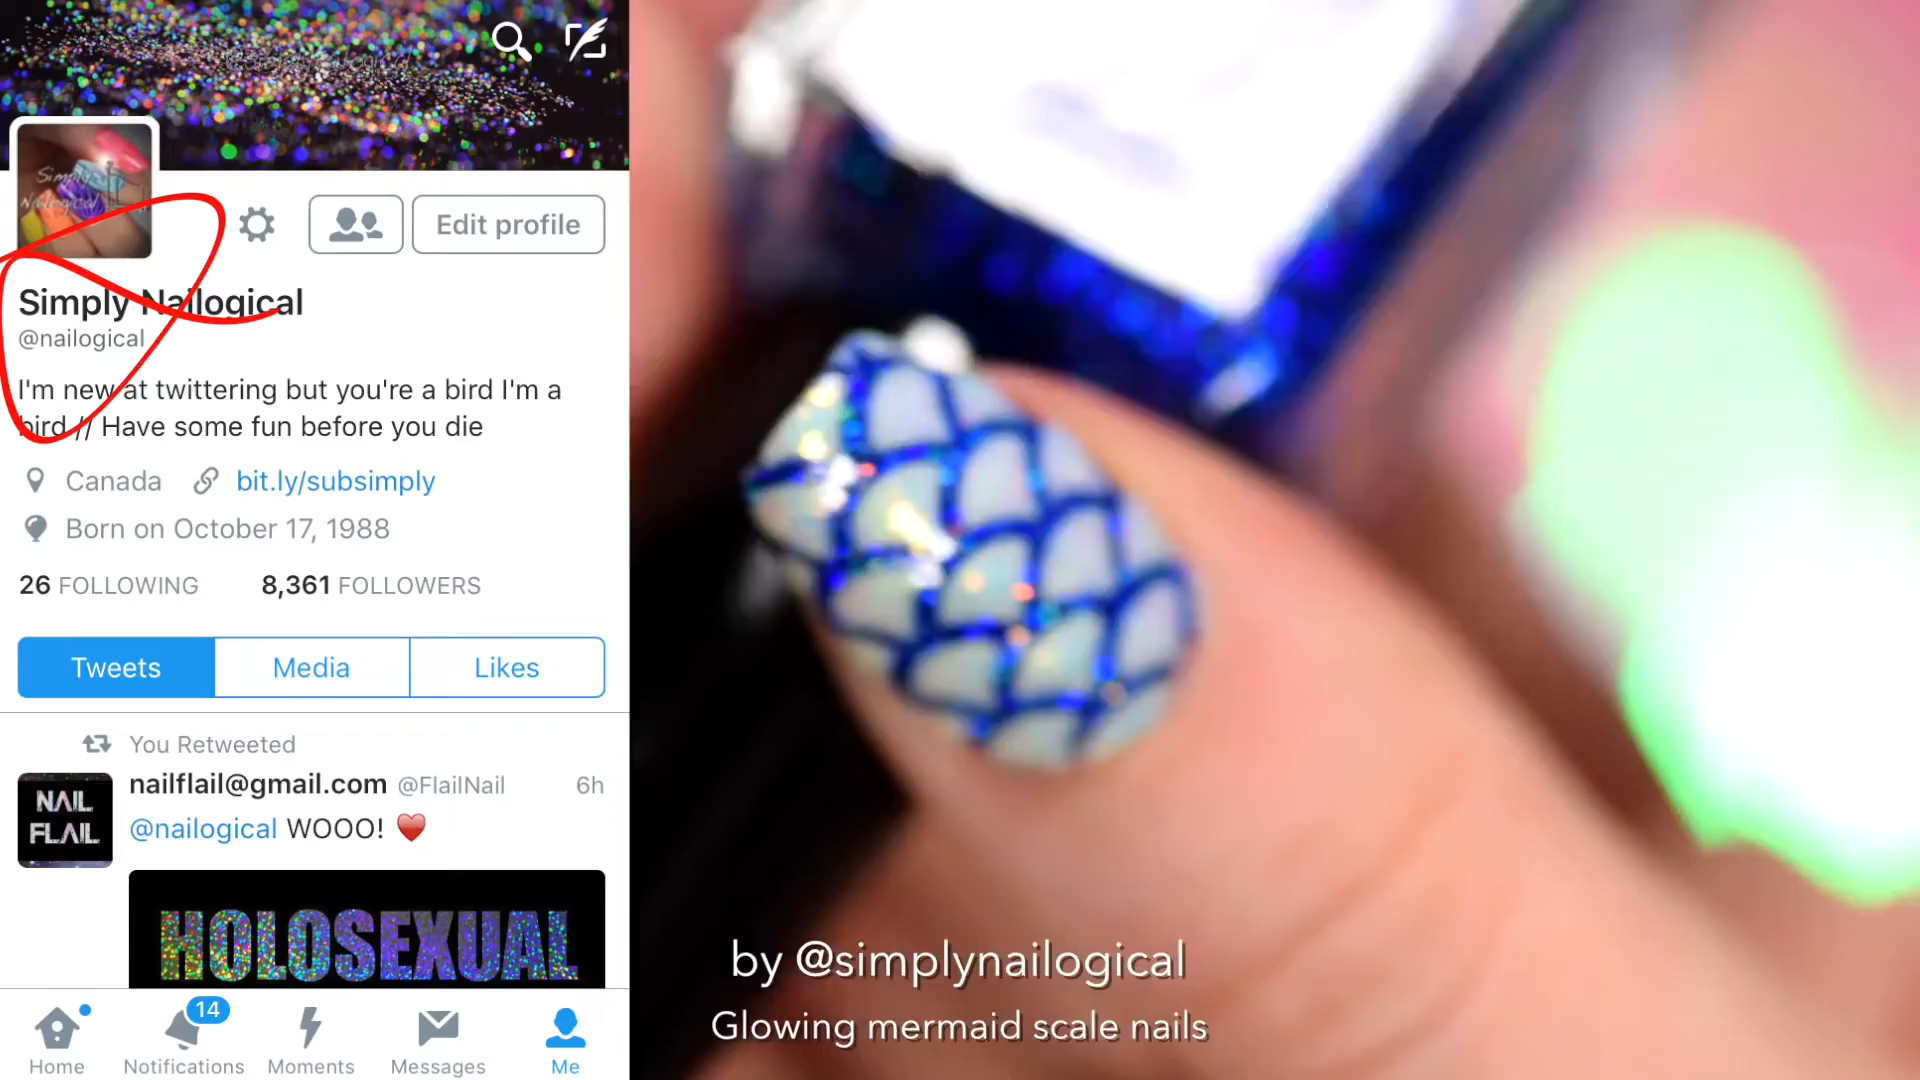 @simplynailogical
Simply
Nailogical
Edit profile
Simply Nailogical
@nailogical
I'm new at twittering but you're a bird I'm a
bird // Have some fun before you die
Canada bit.ly/subsimply
Born on October 17, 1988
26 FOLLOWING 8,361 FOLLOWERS
Tweets Media Likes
You Retweeted
nailflail@gmail.com @FlailNail 6h
NAIL
FLAIL
@nailogical WOOO!
HOLOSEXUAL
14
Home Notifications Moments Messages Me
by @simplynailogical
Glowing mermaid scale nails